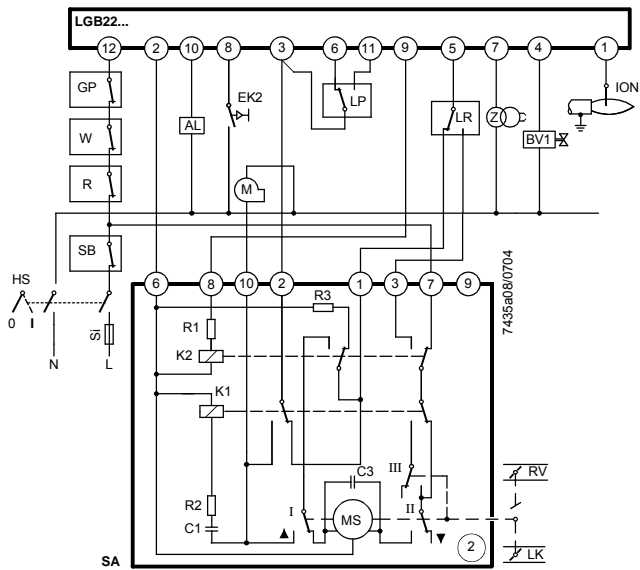 LGB22...
12 2 10 8 3 6 11 9 5 7 4 1
GP
EK2
LP
ION
W
AL
LR
Z
BV1
R
M
SB
HS
6 8 10 2 1 3 7 9
7435a08/0704
0 I
Si
R3
R1
N L
K2
K1
C3
III
RV
R2
I
MS
II
C1
2
SA
LK